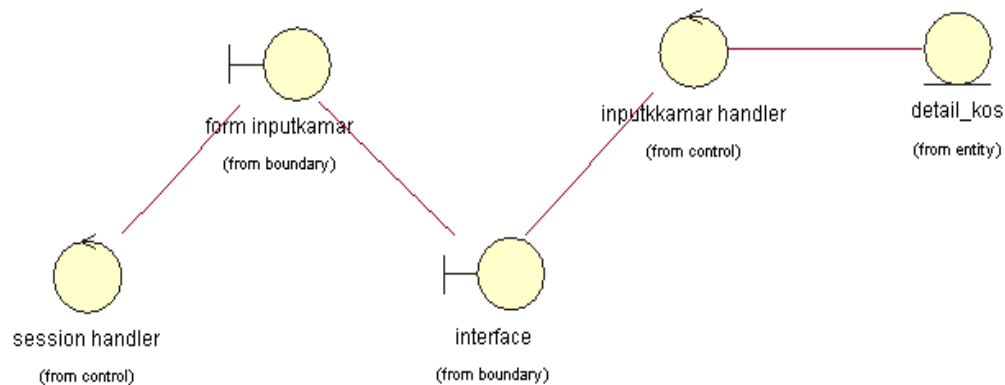 form inputkamar
(from boundary)
inputkkamar handler
(from control)
detail_kos
(from entity)
session handler
(from control)
interface
(from boundary)